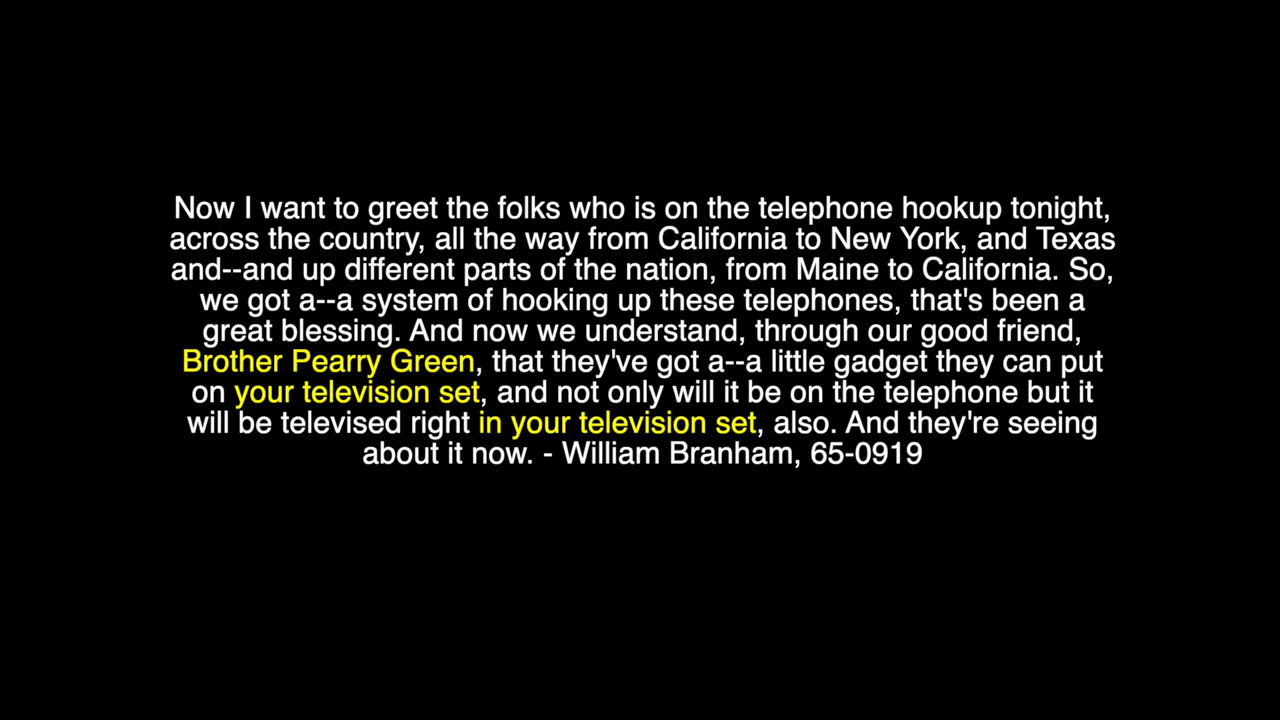 Now I want to greet the folks who is on the telephone hookup tonight,
across the country, all the way from California to New York, and Texas
and--and up different parts of the nation, from Maine to California. So,
we got a--a system of hooking up these telephones, that's been a
great blessing. And now we understand, through our good friend,
Brother Pearry Green, that they've got a--a little gadget they can put
on your television set, and not only will it be on the telephone but it
will be televised right in your television set, also. And they're seeing
about it now. - William Branham, 65-0919